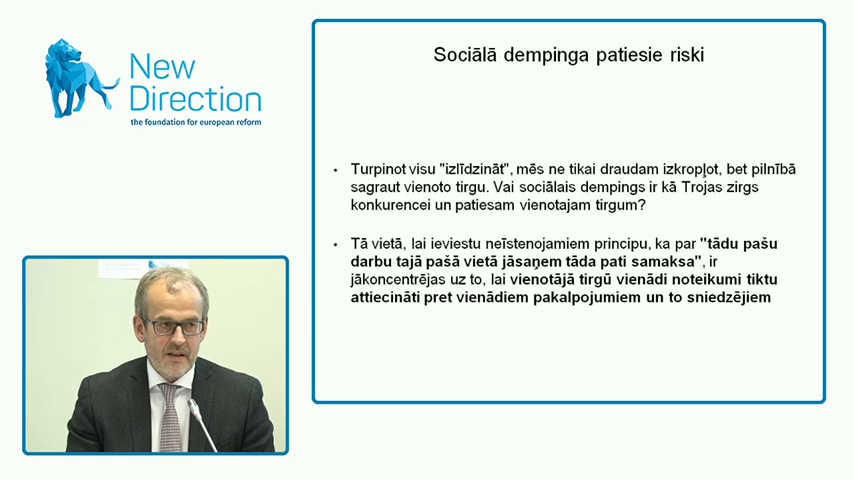 New
Direction
the foundation for european reform
Sociālā dempinga patiesie riski
• Turpinot visu "izlīdzināt", mēs ne tikai draudam izkropļot, bet pilnībā
sagraut vienoto tirgu. Vai sociālais dempings ir kā Trojas zirgs
konkurencei un patiesam vienotajam tirgum?
• Tā vietā, lai ieviestu neīstenojamiem principu, ka par "tādu pašu
darbu tajā pašā vietā jāsaņem tāda pati samaksa", ir
jākoncentrējas uz to, lai vienotājā tirgū vienādi noteikumi tiktu
attiecināti pret vienādiem pakalpojumiem un to sniedzējiem